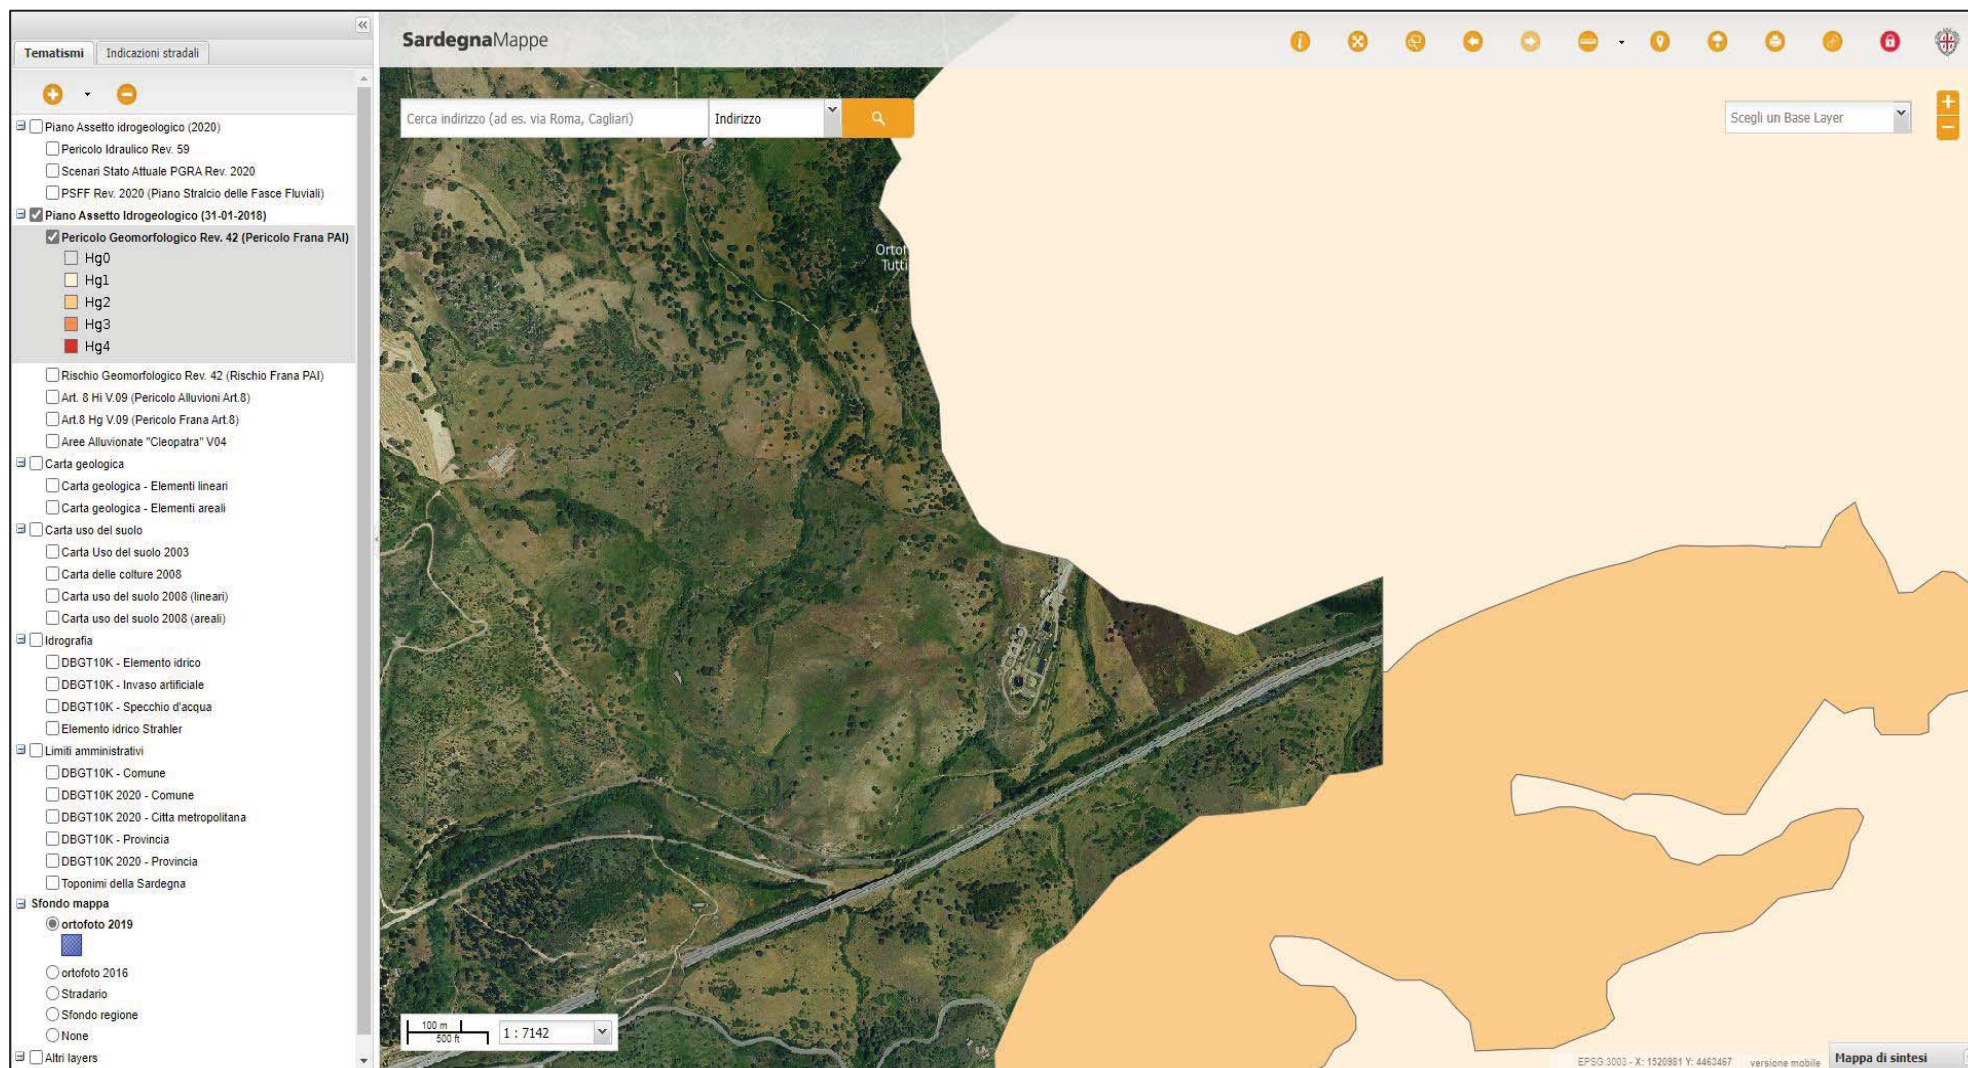 SardegnaMappe
Tematismi
Indicazioni stradali
Piano Assetto idrogeologico (2020)
Pericolo Idraulico Rev. 59
Scenari Stato Attuale PGRA Rev. 2020
PSFF Rev. 2020 (Piano Stralcio delle Fasce Fluviali)
Piano Assetto Idrogeologico (31-01-2018)
Pericolo Geomorfologico Rev. 42 (Pericolo Frana PAI)
Hg0
Hg1
Hg2
Hg3
Hg4
Rischio Geomorfologico Rev. 42 (Rischio Frana PAI)
Art. 8 Hi V.09 (Pericolo Alluvioni Art.8)
Art.8 Hg V.09 (Pericolo Frana Art.8)
Aree Alluvionate "Cleopatra" V04
Carta geologica
Carta geologica - Elementi lineari
Carta geologica - Elementi areali
Carta uso del suolo
Carta Uso del suolo 2003
Carta delle colture 2008
Carta uso del suolo 2008 (lineari)
Carta uso del suolo 2008 (areali)
Idrografia
DBGT10K - Elemento idrico
DBGT10K - Invaso artificiale
DBGT10K - Specchio d'acqua
Elemento idrico Strahler
Limiti amministrativi
DBGT10K - Comune
DBGT10K 2020 - Comune
DBGT10K 2020 - Citta metropolitana
DBGT10K - Provincia
DBGT10K 2020 - Provincia
Toponimi della Sardegna
Sfondo mappa
ortofoto 2019
ortofoto 2016
Stradario
Sfondo regione
None
Altri layers
Cerca indirizzo (ad es. via Roma, Cagliari)
Indirizzo
Scegli un Base Layer
Ortof
Tutti
100 m
500 ft
1 : 7142
EPSG:3003 - X: 1520981 Y: 4463467
versione mobile
Mappa di sintesi